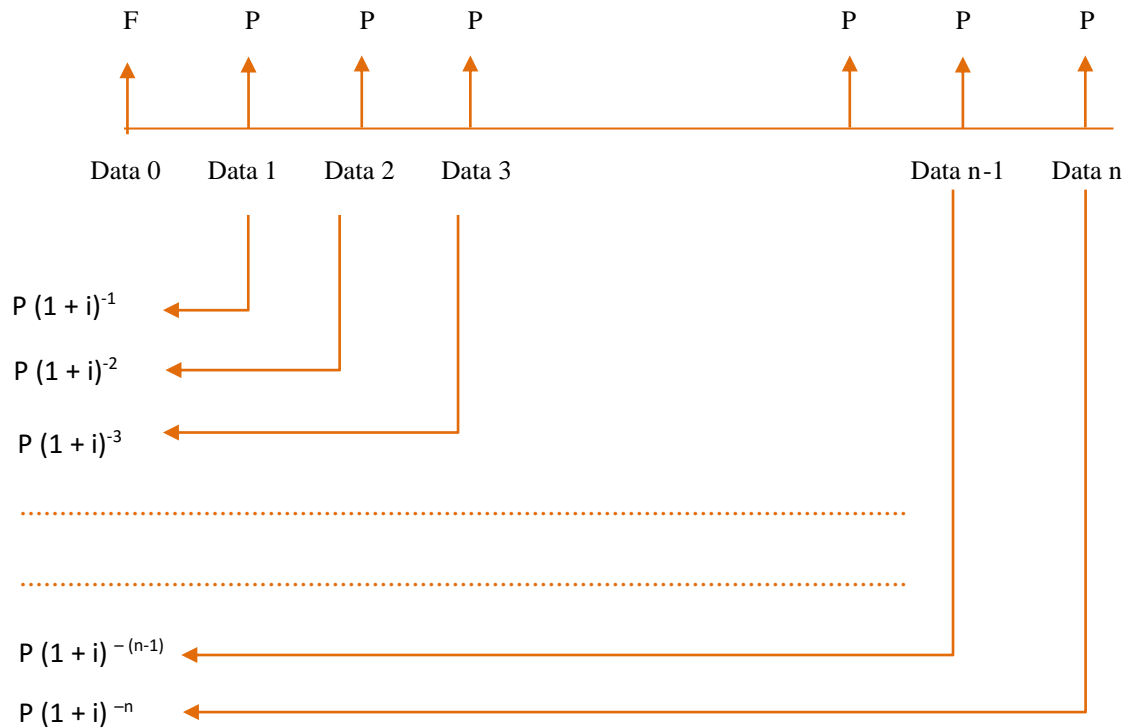 F P P P P P P
Data 0 Data 1 Data 2 Data 3 Data n-1 Data n
P (1 + i)⁻¹
P (1 + i)⁻²
P (1 + i)⁻³
P (1 + i) ⁻ ⁽ⁿ⁻¹⁾
P (1 + i) ⁻ⁿ